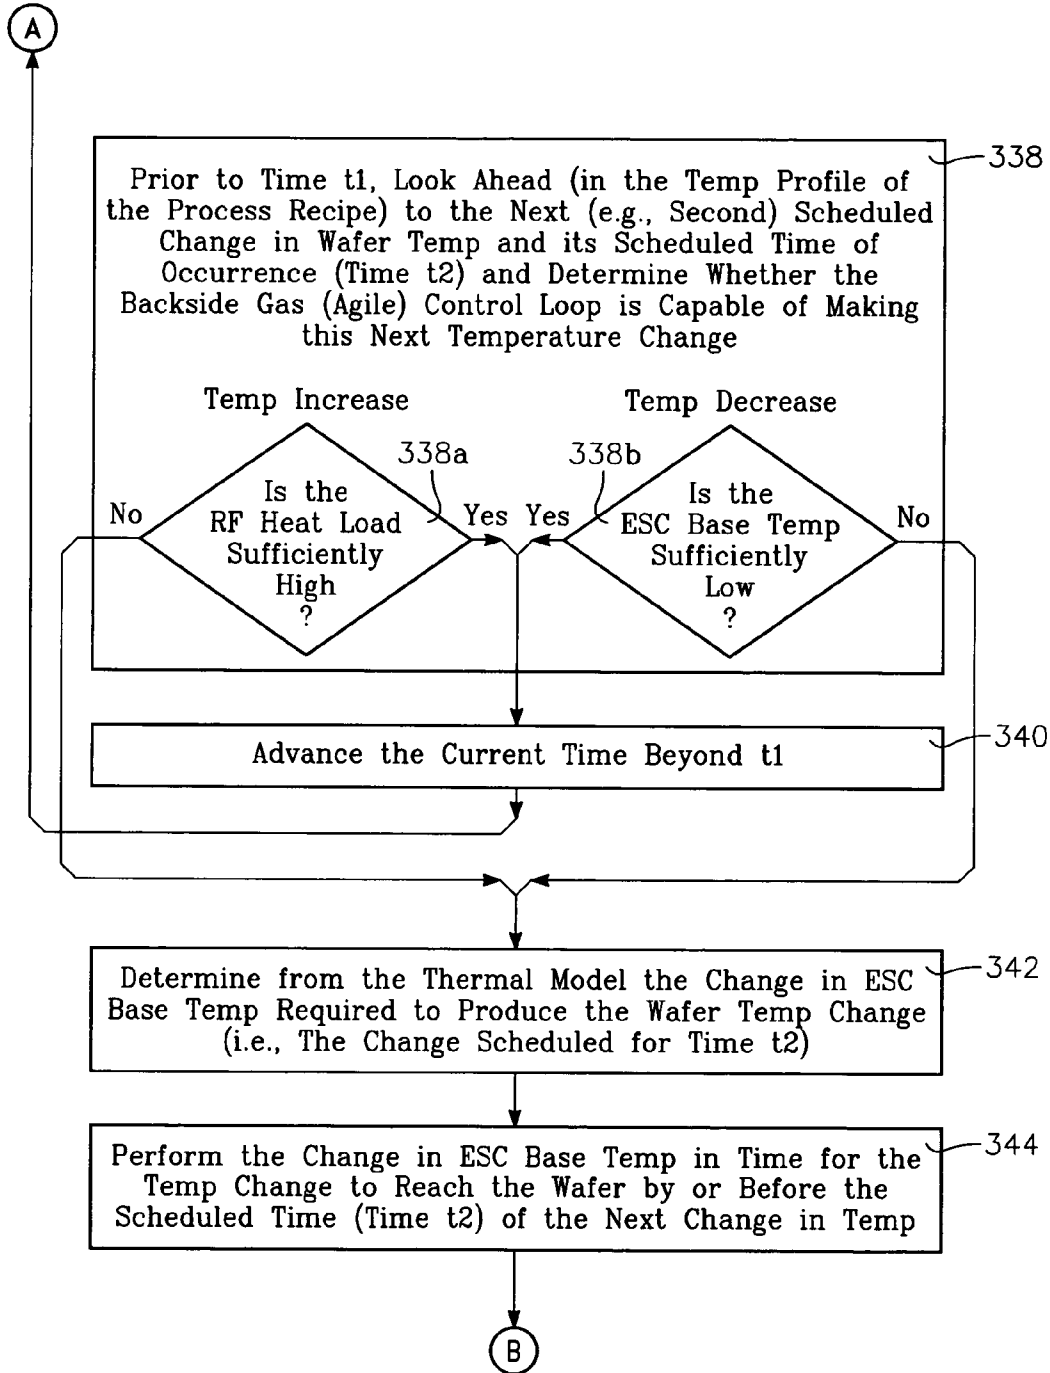 A
338
Prior to Time t1, Look Ahead (in the Temp Profile of
the Process Recipe) to the Next (e.g., Second) Scheduled
Change in Wafer Temp and its Scheduled Time of
Occurrence (Time t2) and Determine Whether the
Backside Gas (Agile) Control Loop is Capable of Making
this Next Temperature Change
Temp Increase
Temp Decrease
338a
338b
No
Is the
RF Heat Load
Sufficiently
High
?
Yes
Yes
Is the
ESC Base Temp
Sufficiently
Low
?
No
Advance the Current Time Beyond t1
340
Determine from the Thermal Model the Change in ESC
Base Temp Required to Produce the Wafer Temp Change
(i.e., The Change Scheduled for Time t2)
342
Perform the Change in ESC Base Temp in Time for the
Temp Change to Reach the Wafer by or Before the
Scheduled Time (Time t2) of the Next Change in Temp
344
B